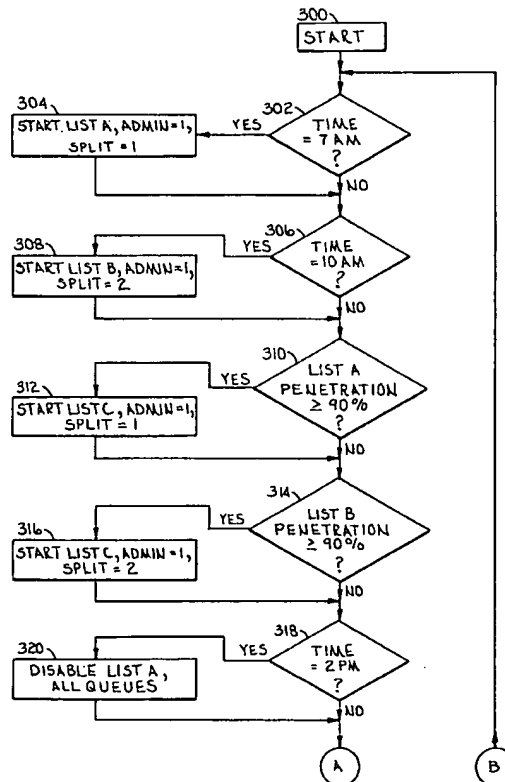 300
START
304
START LIST A, ADMIN=1,
SPLIT=1
YES
302
TIME
= 7 AM
?
NO
308
START LIST B, ADMIN=1,
SPLIT=2
YES
306
TIME
=10 AM
?
NO
312
START LIST C, ADMIN=1,
SPLIT=1
YES
310
LIST A
PENETRATION
≥ 90%
?
NO
316
START LIST C, ADMIN=1,
SPLIT=2
YES
314
LIST B
PENETRATION
≥ 90%
?
NO
320
DISABLE LIST A,
ALL QUEUES
YES
318
TIME
= 2 PM
?
NO
A
B